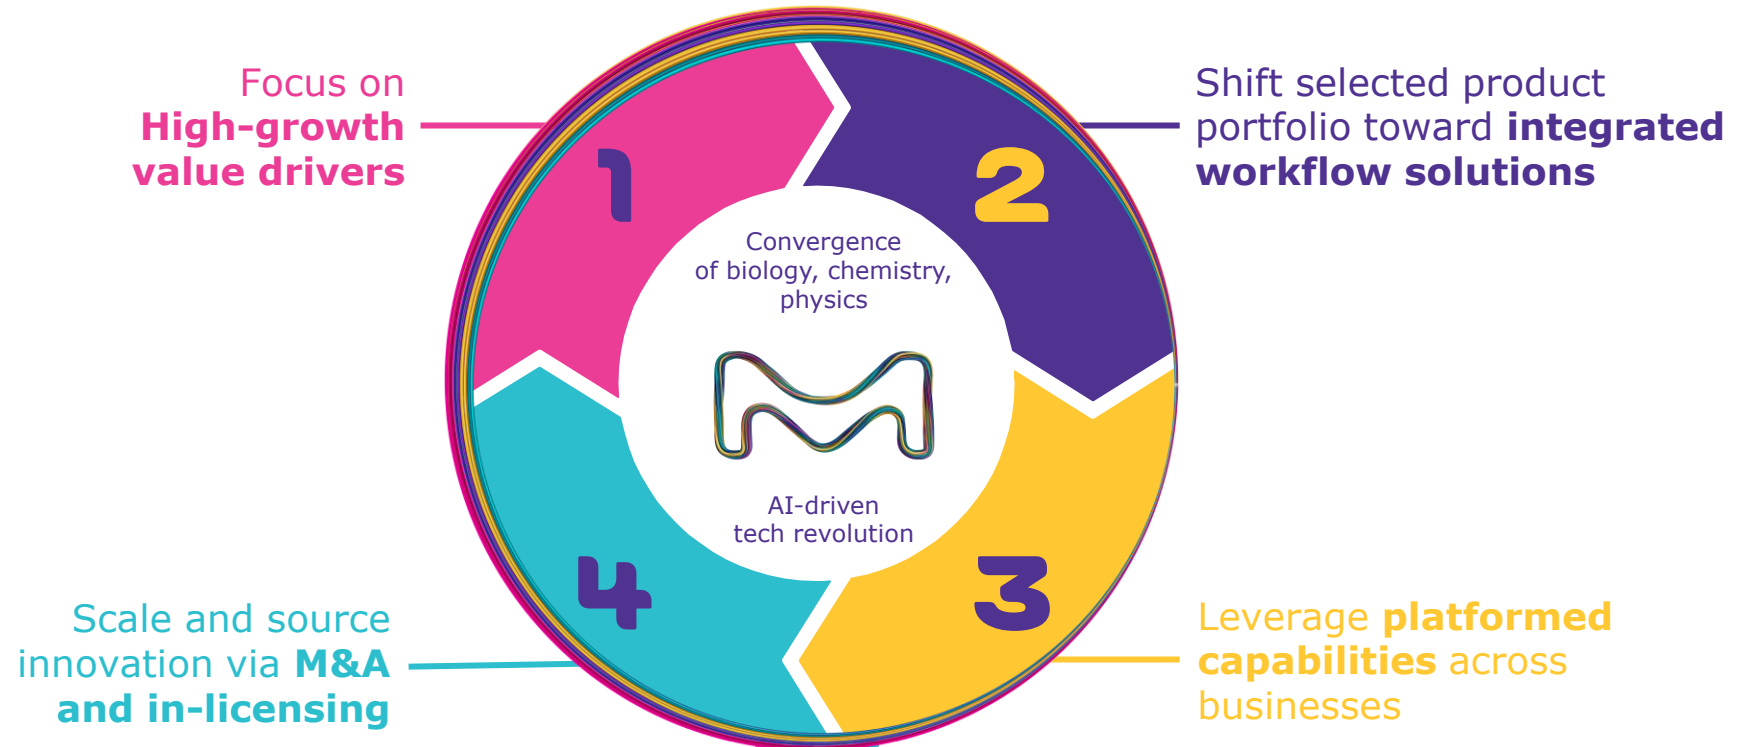 Focus on
High-growth
value drivers
1
2
Shift selected product
portfolio toward integrated
workflow solutions
Convergence
of biology, chemistry,
physics
AI-driven
tech revolution
4
3
Scale and source
innovation via M&A
and in-licensing
Leverage platformed
capabilities across
businesses